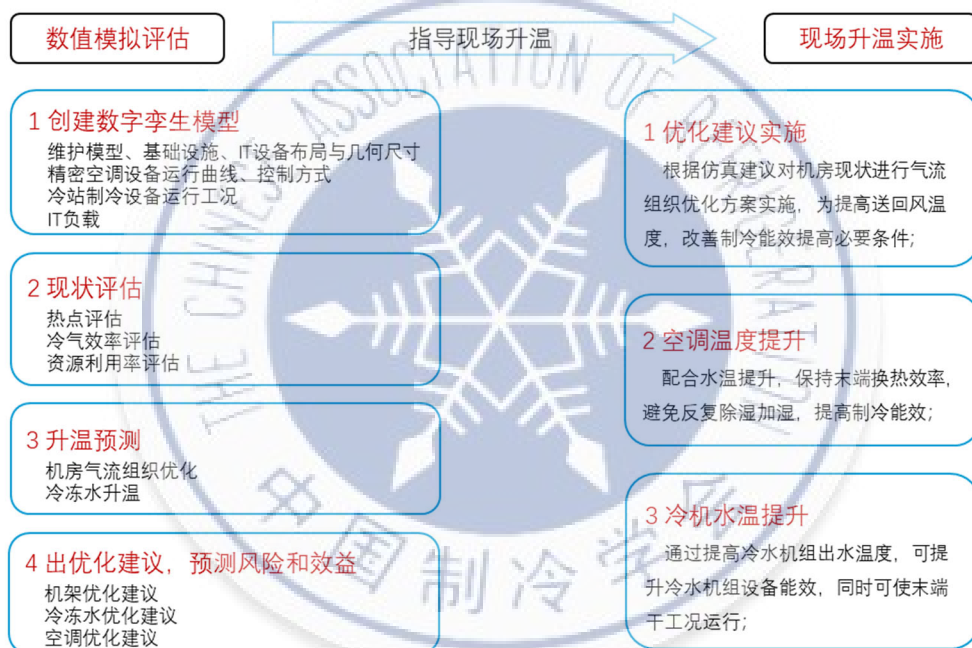 数值模拟评估
指导现场升温
现场升温实施
1 创建数字孪生模型
维护模型、基础设施、IT设备布局与几何尺寸
精密空调设备运行曲线、控制方式
冷站制冷设备运行工况
IT负载
2 现状评估
热点评估
冷气效率评估
资源利用率评估
3 升温预测
机房气流组织优化
冷冻水升温
4 出优化建议，预测风险和效益
机架优化建议
冷冻水优化建议
空调优化建议
1 优化建议实施
根据仿真建议对机房现状进行气流
组织优化方案实施，为提高送回风温
度，改善制冷能效提高必要条件；
2 空调温度提升
配合水温提升，保持末端换热效率，
避免反复除湿加湿，提高制冷能效；
3 冷机水温提升
通过提高冷水机组出水温度，可提
升冷水机组设备能效，同时可使末端
干工况运行；
THE CHINESE ASSOCIATION OF REFRIGERATION
中国制冷学会